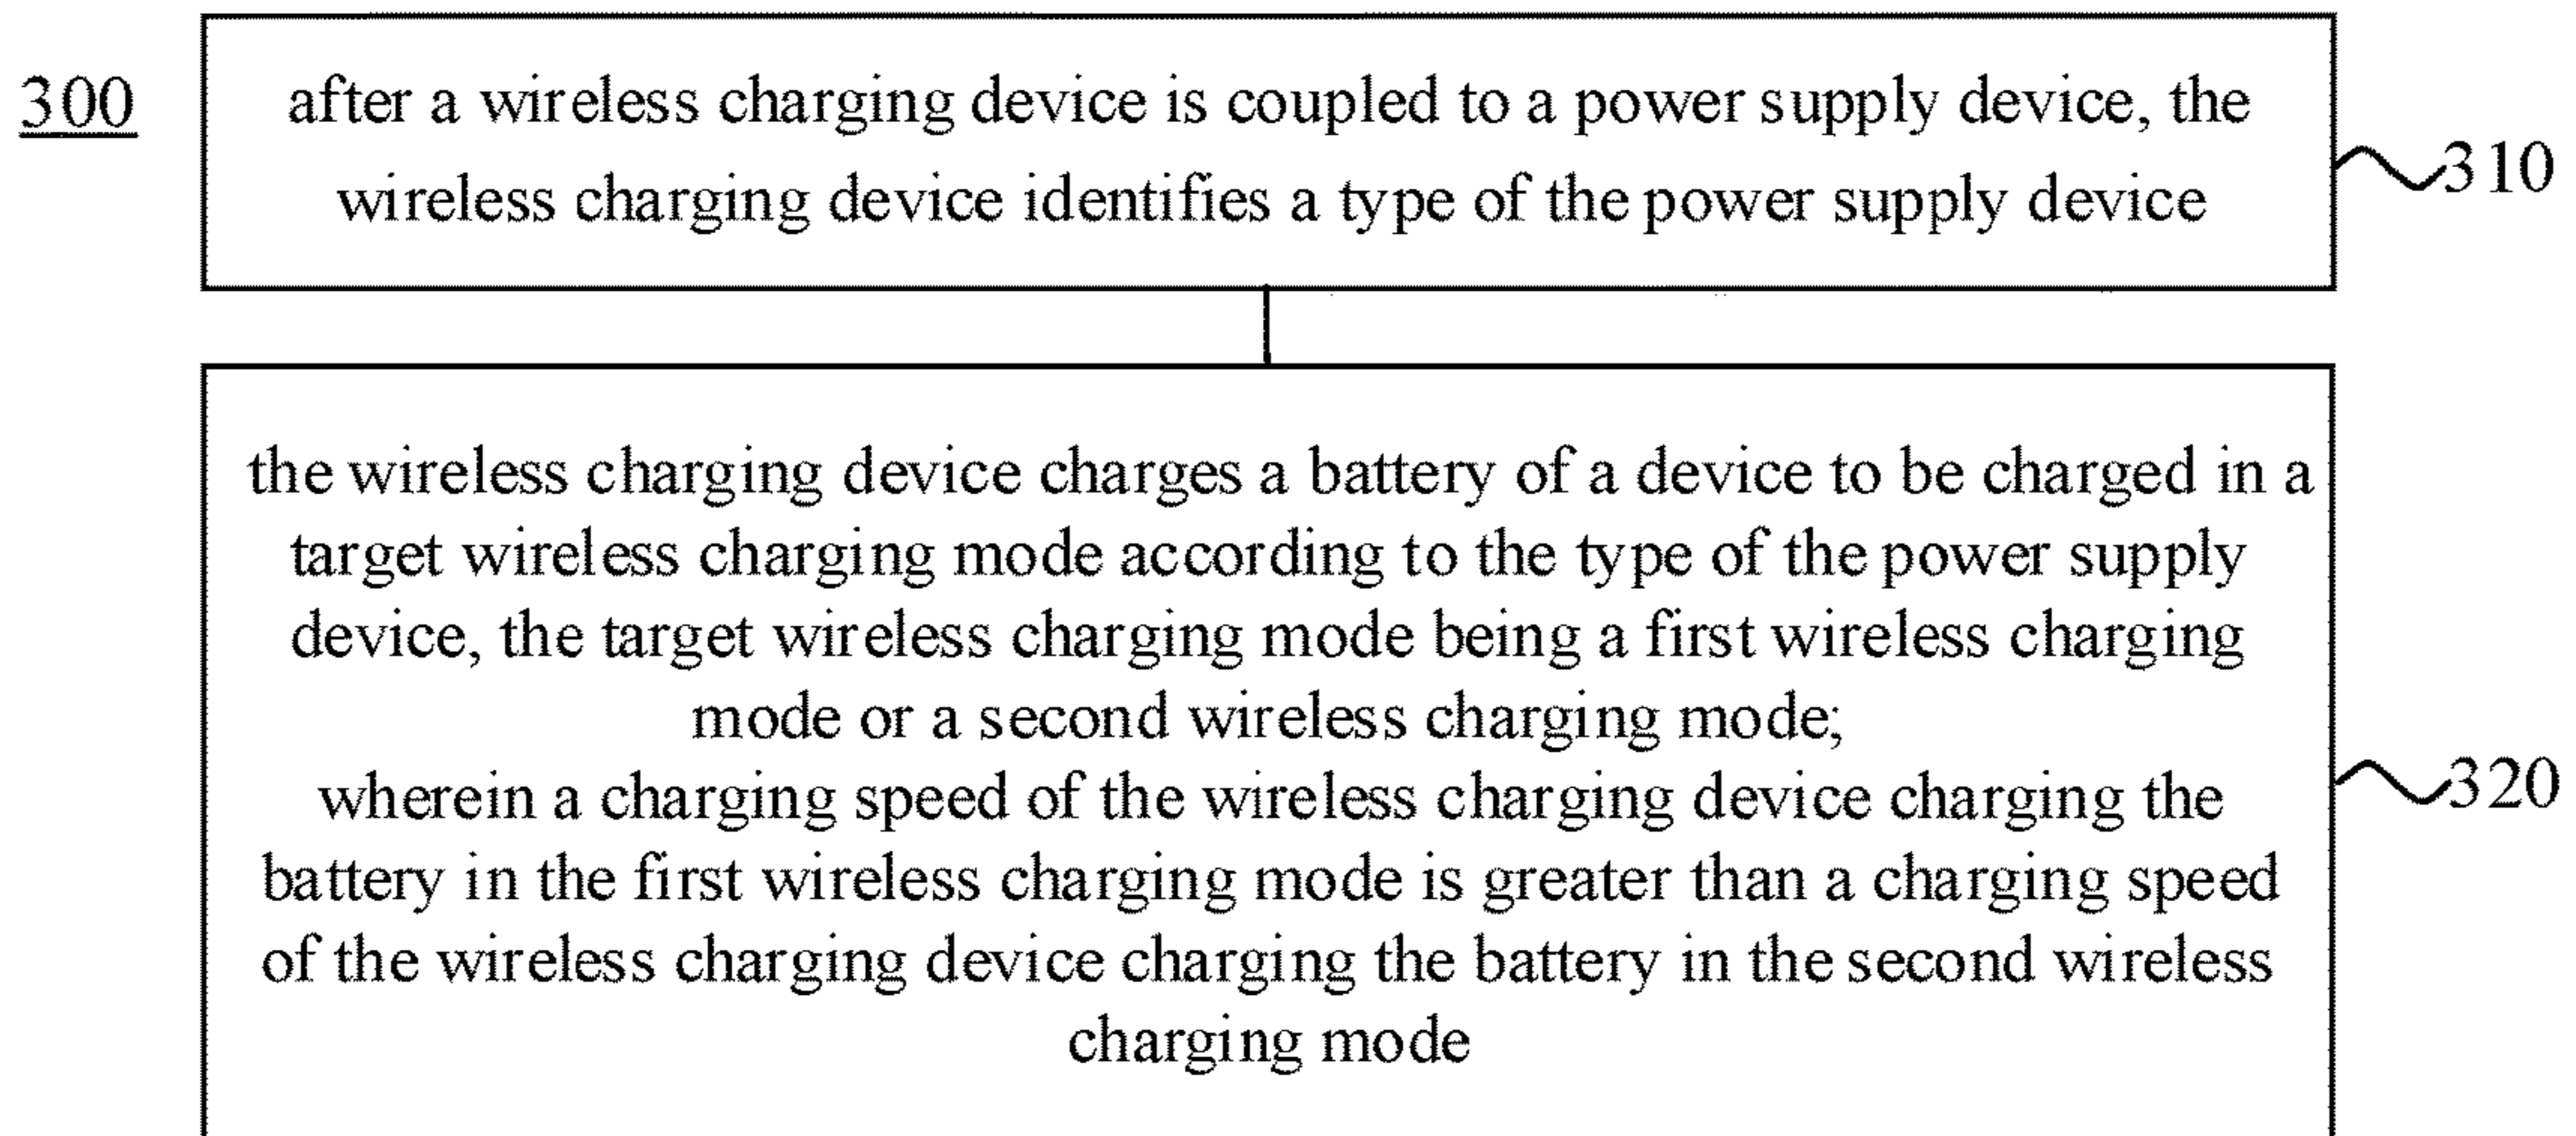 300
after a wireless charging device is coupled to a power supply device, the
wireless charging device identifies a type of the power supply device
310
the wireless charging device charges a battery of a device to be charged in a
target wireless charging mode according to the type of the power supply
device, the target wireless charging mode being a first wireless charging
mode or a second wireless charging mode;
wherein a charging speed of the wireless charging device charging the
battery in the first wireless charging mode is greater than a charging speed
of the wireless charging device charging the battery in the second wireless
charging mode
320